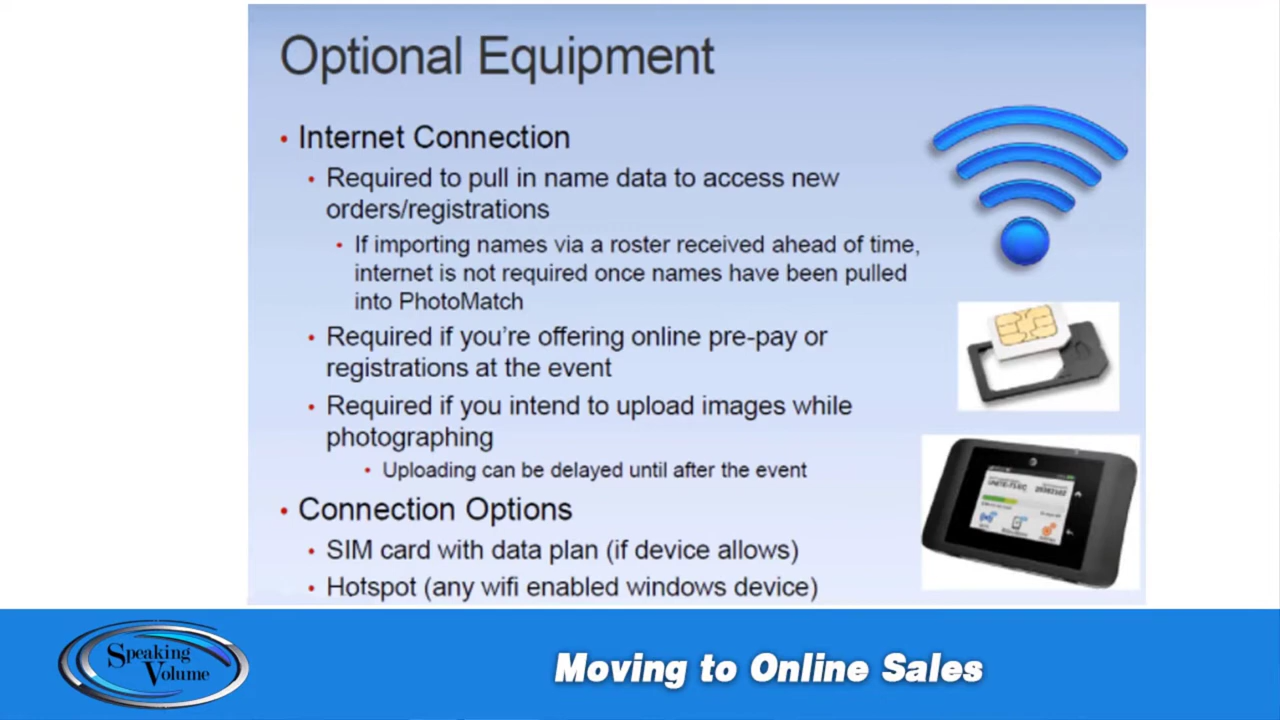 Optional Equipment
• Internet Connection
• Required to pull in name data to access new
orders/registrations
• If importing names via a roster received ahead of time,
internet is not required once names have been pulled
into PhotoMatch
• Required if you're offering online pre-pay or
registrations at the event
• Required if you intend to upload images while
photographing
• Uploading can be delayed until after the event
• Connection Options
• SIM card with data plan (if device allows)
• Hotspot (any wifi enabled windows device)
Speaking
Volume
Moving to Online Sales